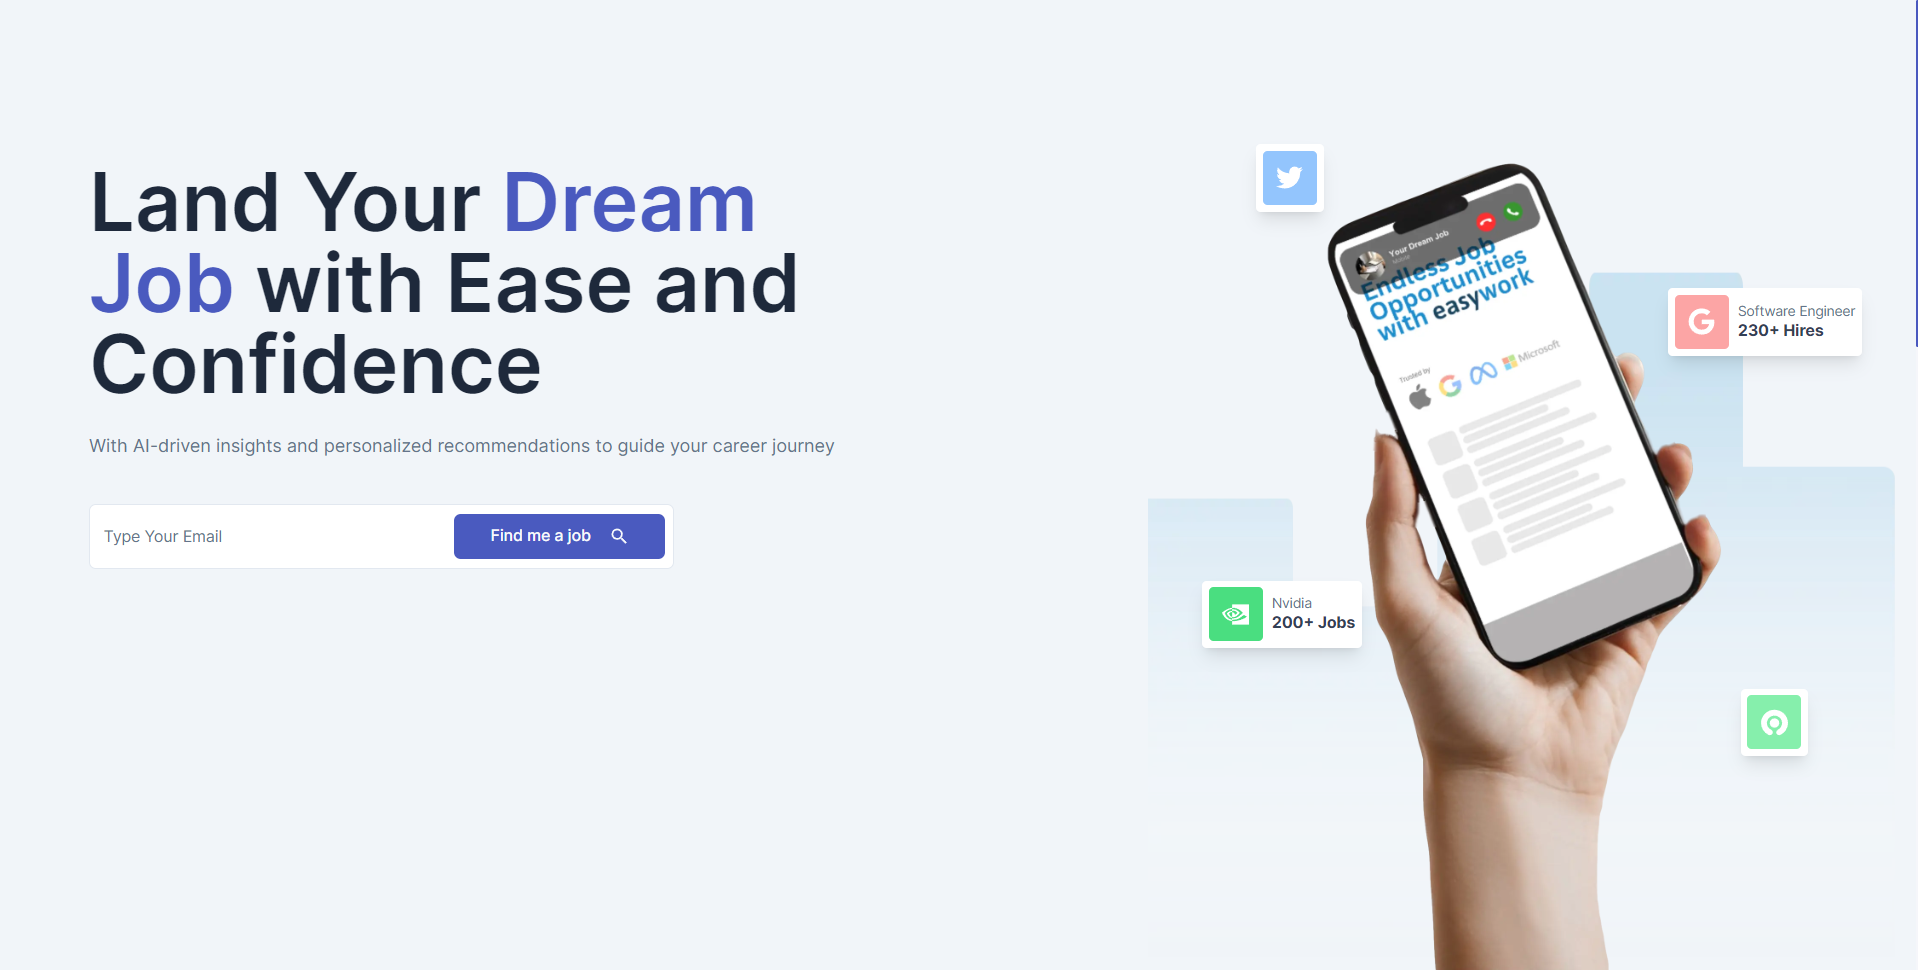 Land Your Dream
Job with Ease and
Confidence
With AI-driven insights and personalized recommendations to guide your career journey
Type Your Email
Find me a job
Your Dream Job
Mobile
Endless Job
Opportunities
with easywork
Trusted by
Microsoft
Software Engineer
230+ Hires
Nvidia
200+ Jobs